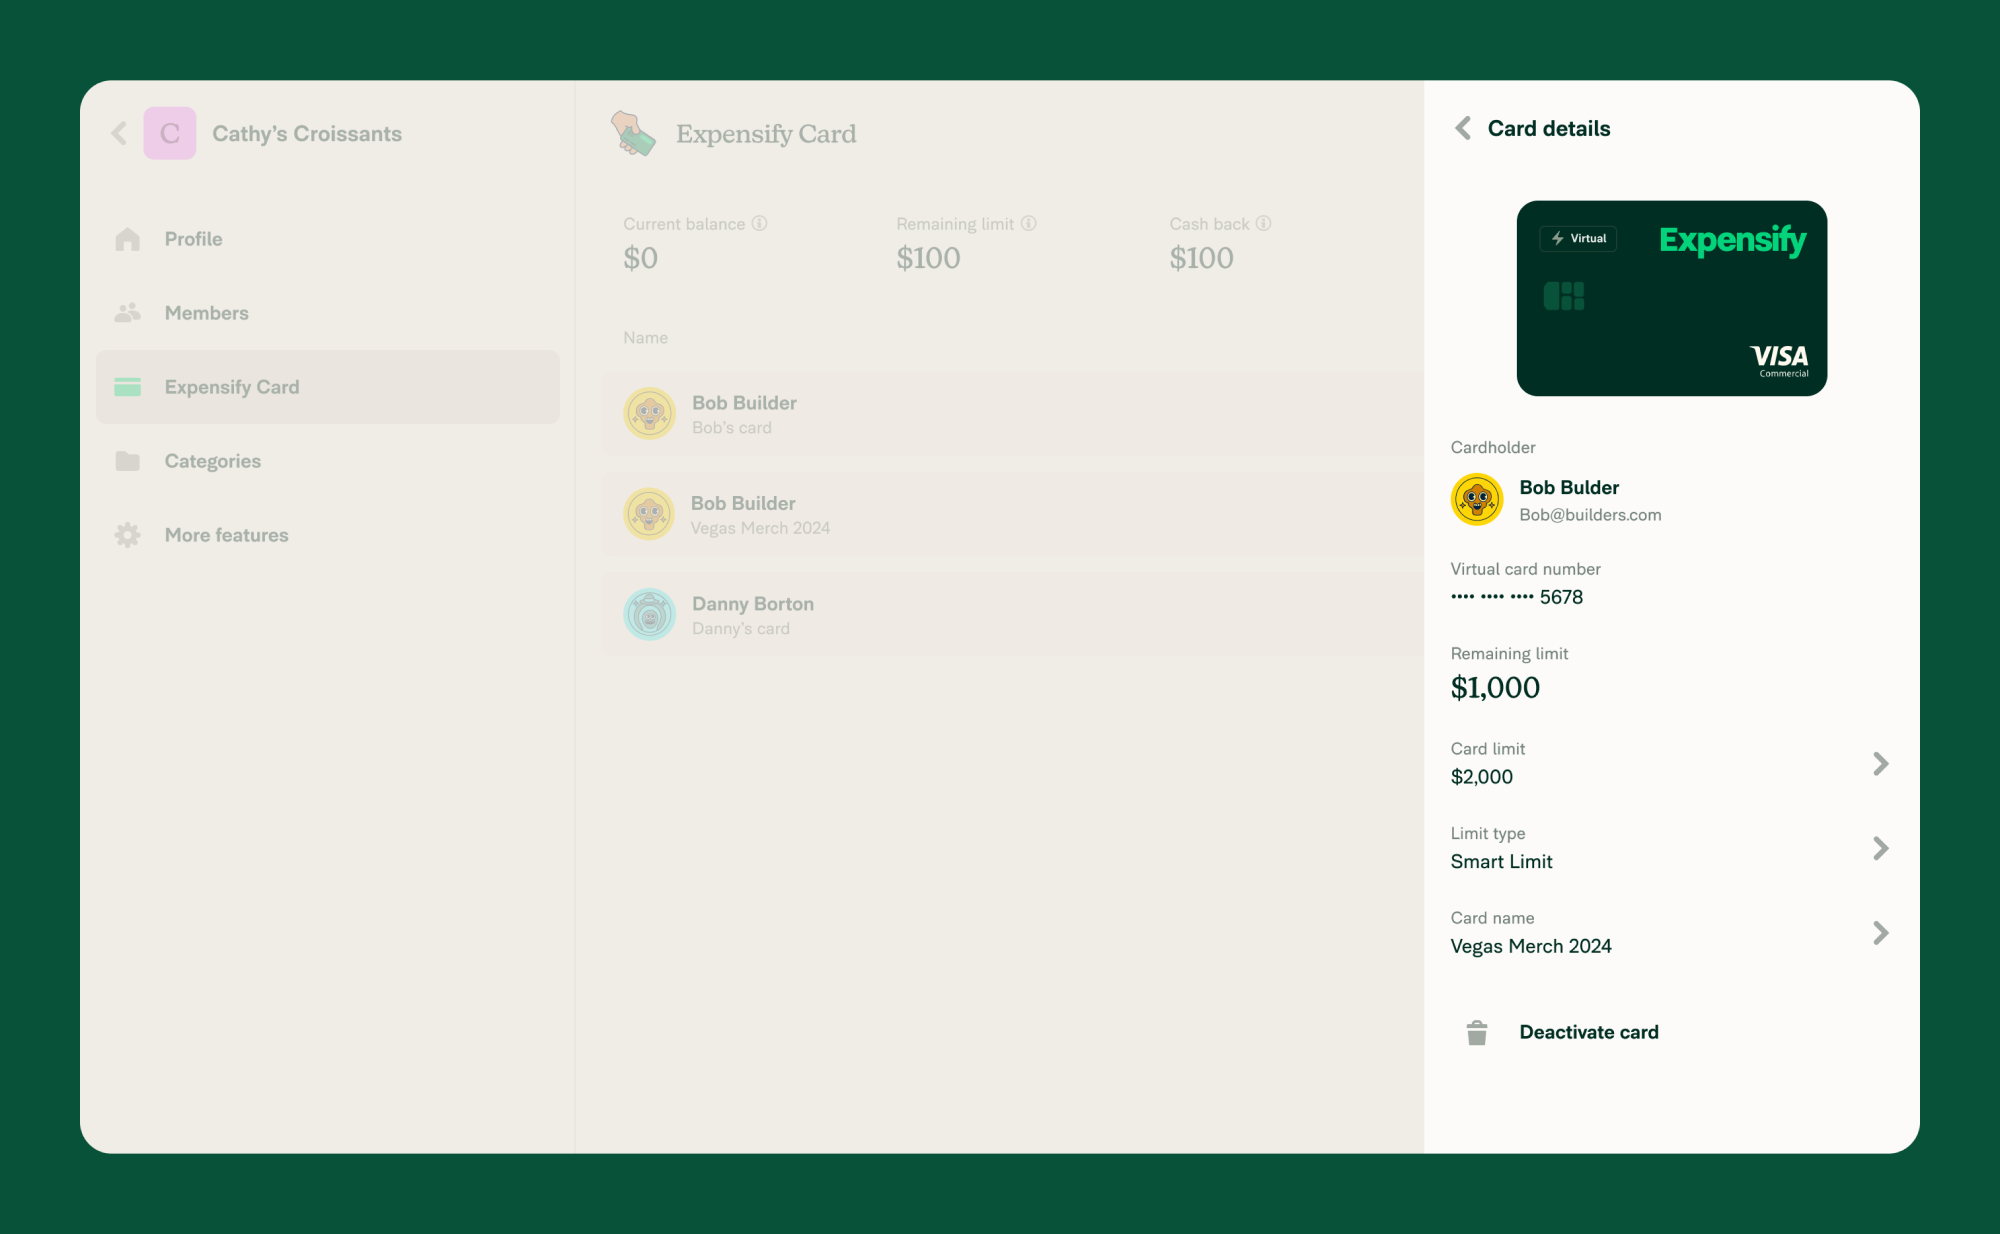 C
Cathy's Croissants
Profile
Members
Expensify Card
Categories
More features
Expensify Card
Current balance
$0
Remaining limit
$100
Cash back
$100
Name
Bob Builder
Bob's card
Bob Builder
Vegas Merch 2024
Danny Borton
Danny's card
Card details
Virtual
Expensify
VISA
Commercial
Cardholder
Bob Bulder
Bob@builders.com
Virtual card number
•••• •••• •••• 5678
Remaining limit
$1,000
Card limit
$2,000
Limit type
Smart Limit
Card name
Vegas Merch 2024
Deactivate card